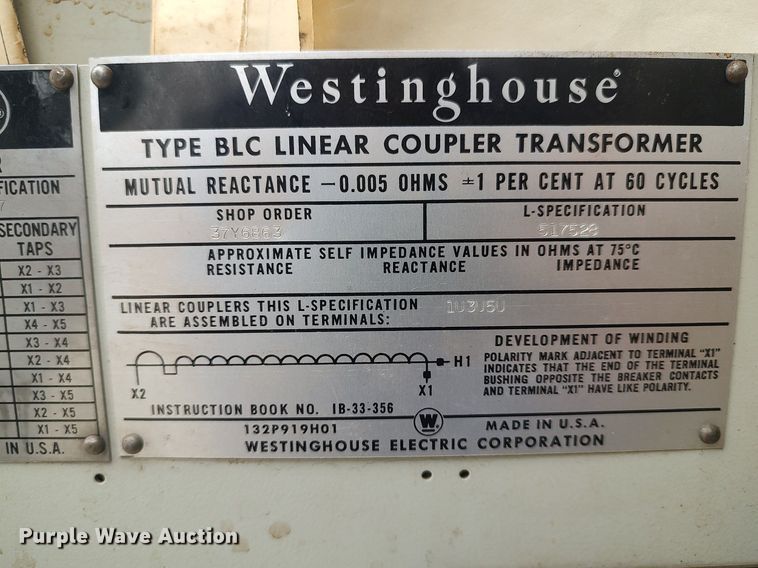 R
FICATION
7
SECONDARY
TAPS
X2 - X3
X1 - X2
X1 - X3
X4 - X5
X3 - X4
X2 - X4
X1 - X4
X3 - X5
X2 - X5
X1 - X5
IN U.S.A.
Westinghouse
TYPE BLC LINEAR COUPLER TRANSFORMER
MUTUAL REACTANCE -0.005 OHMS ±1 PER CENT AT 60 CYCLES
SHOP ORDER
37Y6863
L-SPECIFICATION
517528
APPROXIMATE SELF IMPEDANCE VALUES IN OHMS AT 75°C
RESISTANCE REACTANCE IMPEDANCE
LINEAR COUPLERS THIS L-SPECIFICATION 1U3U5U
ARE ASSEMBLED ON TERMINALS:
H1
X2
X1
DEVELOPMENT OF WINDING
POLARITY MARK ADJACENT TO TERMINAL "X1"
INDICATES THAT THE END OF THE TERMINAL
BUSHING OPPOSITE THE BREAKER CONTACTS
AND TERMINAL "X1" HAVE LIKE POLARITY.
INSTRUCTION BOOK NO. IB-33-356
132P919H01
W
MADE IN U.S.A.
WESTINGHOUSE ELECTRIC CORPORATION
Purple Wave Auction